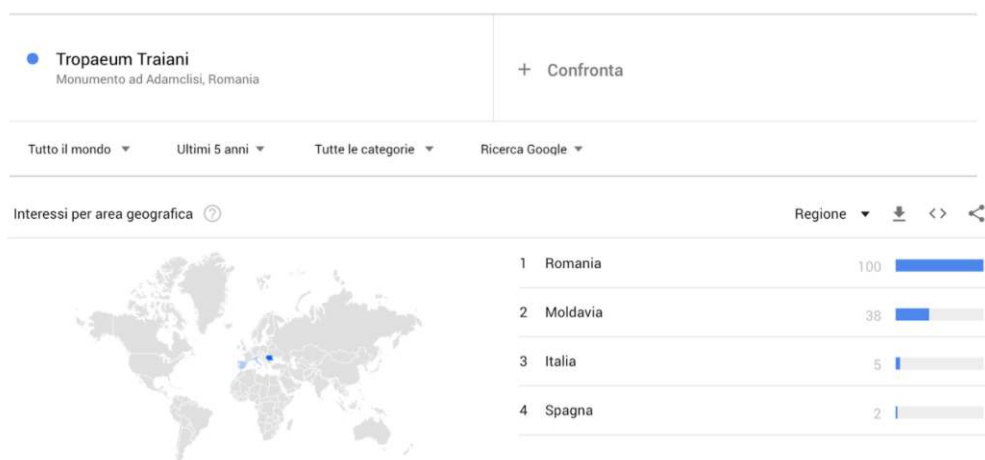 Tropaeum Traiani
Monumento ad Adamclisi, Romania
+ Confronta
Tutto il mondo
Ultimi 5 anni
Tutte le categorie
Ricerca Google
Interessi per area geografica ?
Regione
1 Romania 100
2 Moldavia 38
3 Italia 5
4 Spagna 2